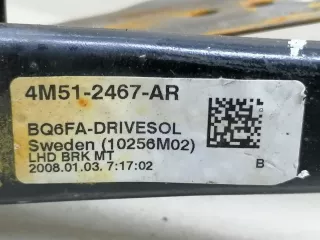 4M51-2467-AR
BQ6FA-DRIVESOL
Sweden (10256M02)
LHD BRK MT
2008.01.03. 7:17:02
B